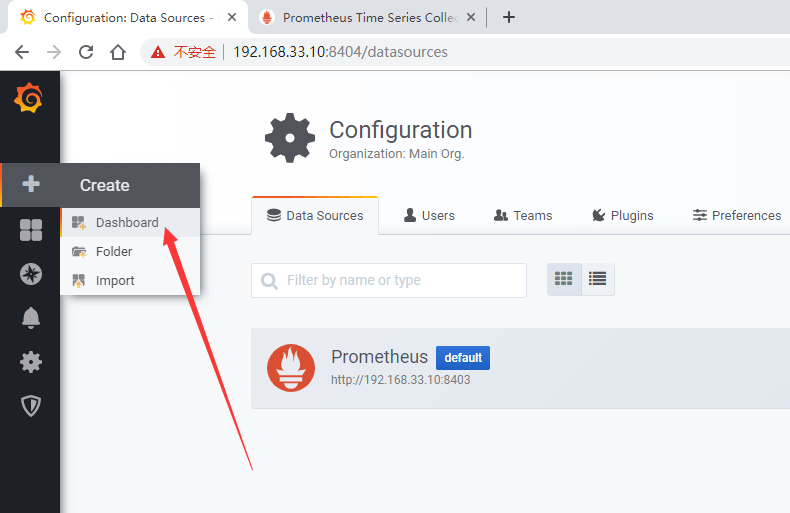 Configuration: Data Sources -
Prometheus Time Series Collec
不安全
192.168.33.10:8404/datasources
Configuration
Organization: Main Org.
Create
Dashboard
Folder
Import
Data Sources
Users
Teams
Plugins
Preferences
Filter by name or type
Prometheus default
http://192.168.33.10:8403